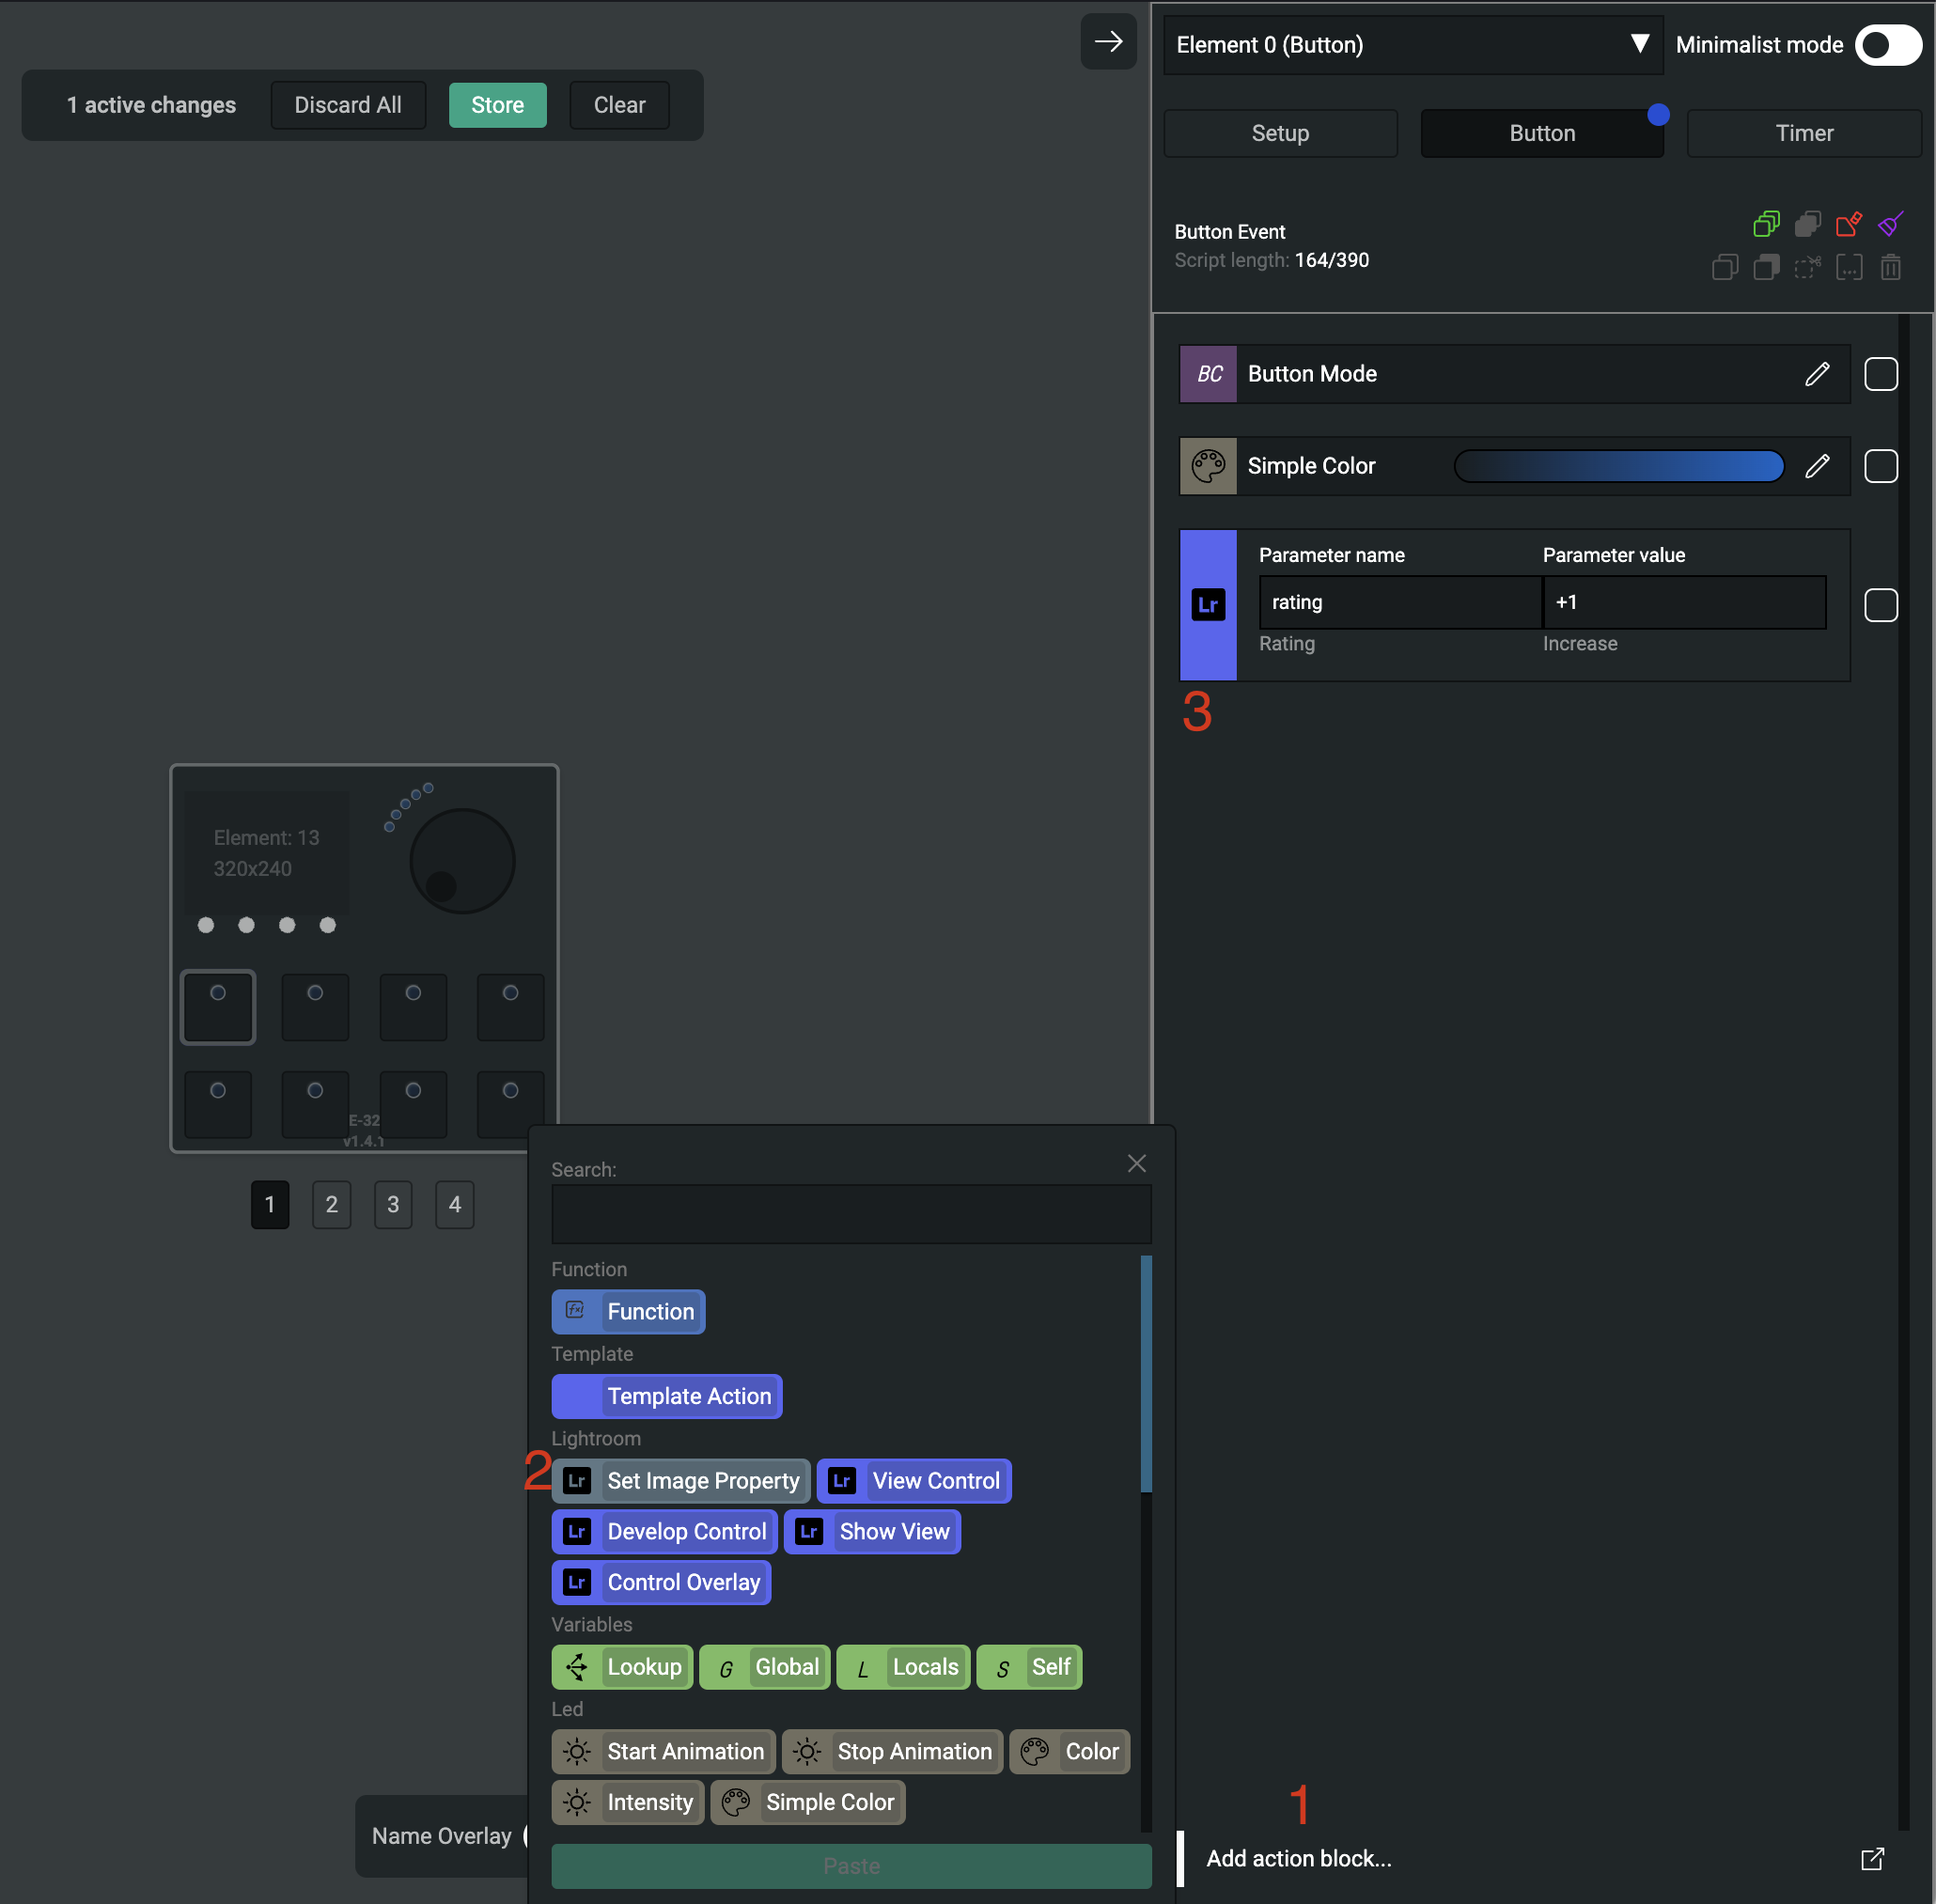 1 active changes
Discard All
Store
Clear
Element 0 (Button)
Minimalist mode
Setup
Button
Timer
Button Event
Script length: 164/390
BC
Button Mode
Simple Color
Parameter name
Parameter value
Lr
rating
+1
Rating
Increase
3
Element: 13
320x240
E-32
v1.4.1
1
2
3
4
Search:
Function
Function
Template
Template Action
Lightroom
2
Lr Set Image Property
Lr View Control
Lr Develop Control
Lr Show View
Lr Control Overlay
Variables
Lookup
G Global
L Locals
S Self
Led
Start Animation
Stop Animation
Color
Intensity
Simple Color
Paste
Name Overlay
1
Add action block...